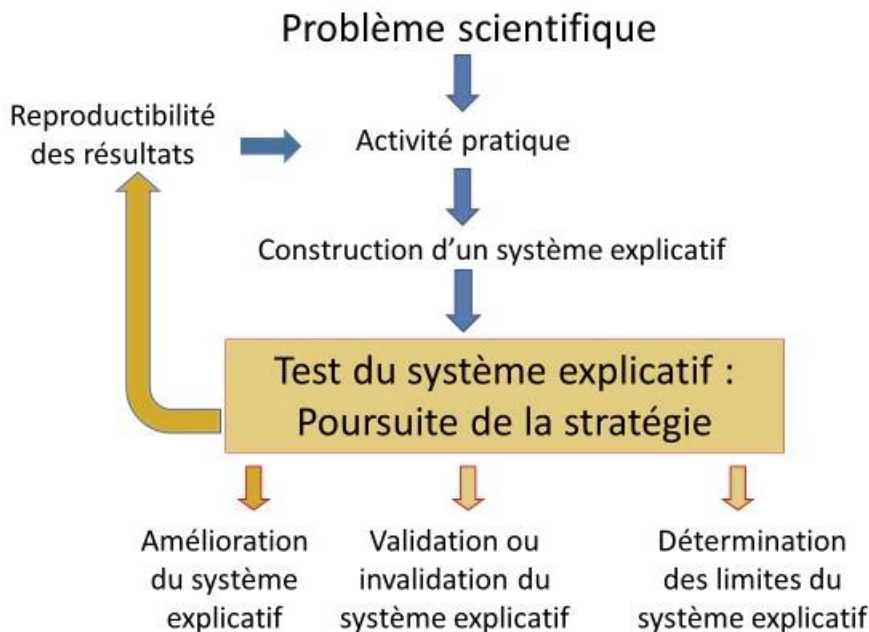 Problème scientifique
Reproductibilité
des résultats
Activité pratique
Construction d'un système explicatif
Test du système explicatif :
Poursuite de la stratégie
Amélioration
du système
explicatif
Validation ou
invalidation du
système explicatif
Détermination
des limites du
système explicatif